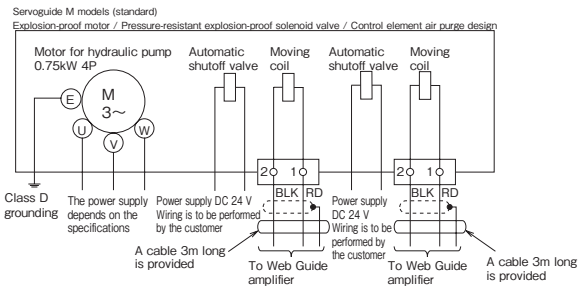 Servoguide M models (standard)
Explosion-proof motor / Pressure-resistant explosion-proof solenoid valve / Control element air purge design
Motor for hydraulic pump
0.75kW 4P
Automatic
shutoff valve
Moving
coil
Automatic
shutoff valve
Moving
coil
E
M
3～
U
V
W
2 1
2 1
BLK RD
BLK RD
Class D
grounding
The power supply
depends on the
specifications
Power supply DC 24 V
Wiring is to be performed
by the customer
Power supply
DC 24 V
Wiring is to be
performed by
the customer
A cable 3m long
is provided
To Web Guide
amplifier
To Web Guide
amplifier
A cable 3m long
is provided